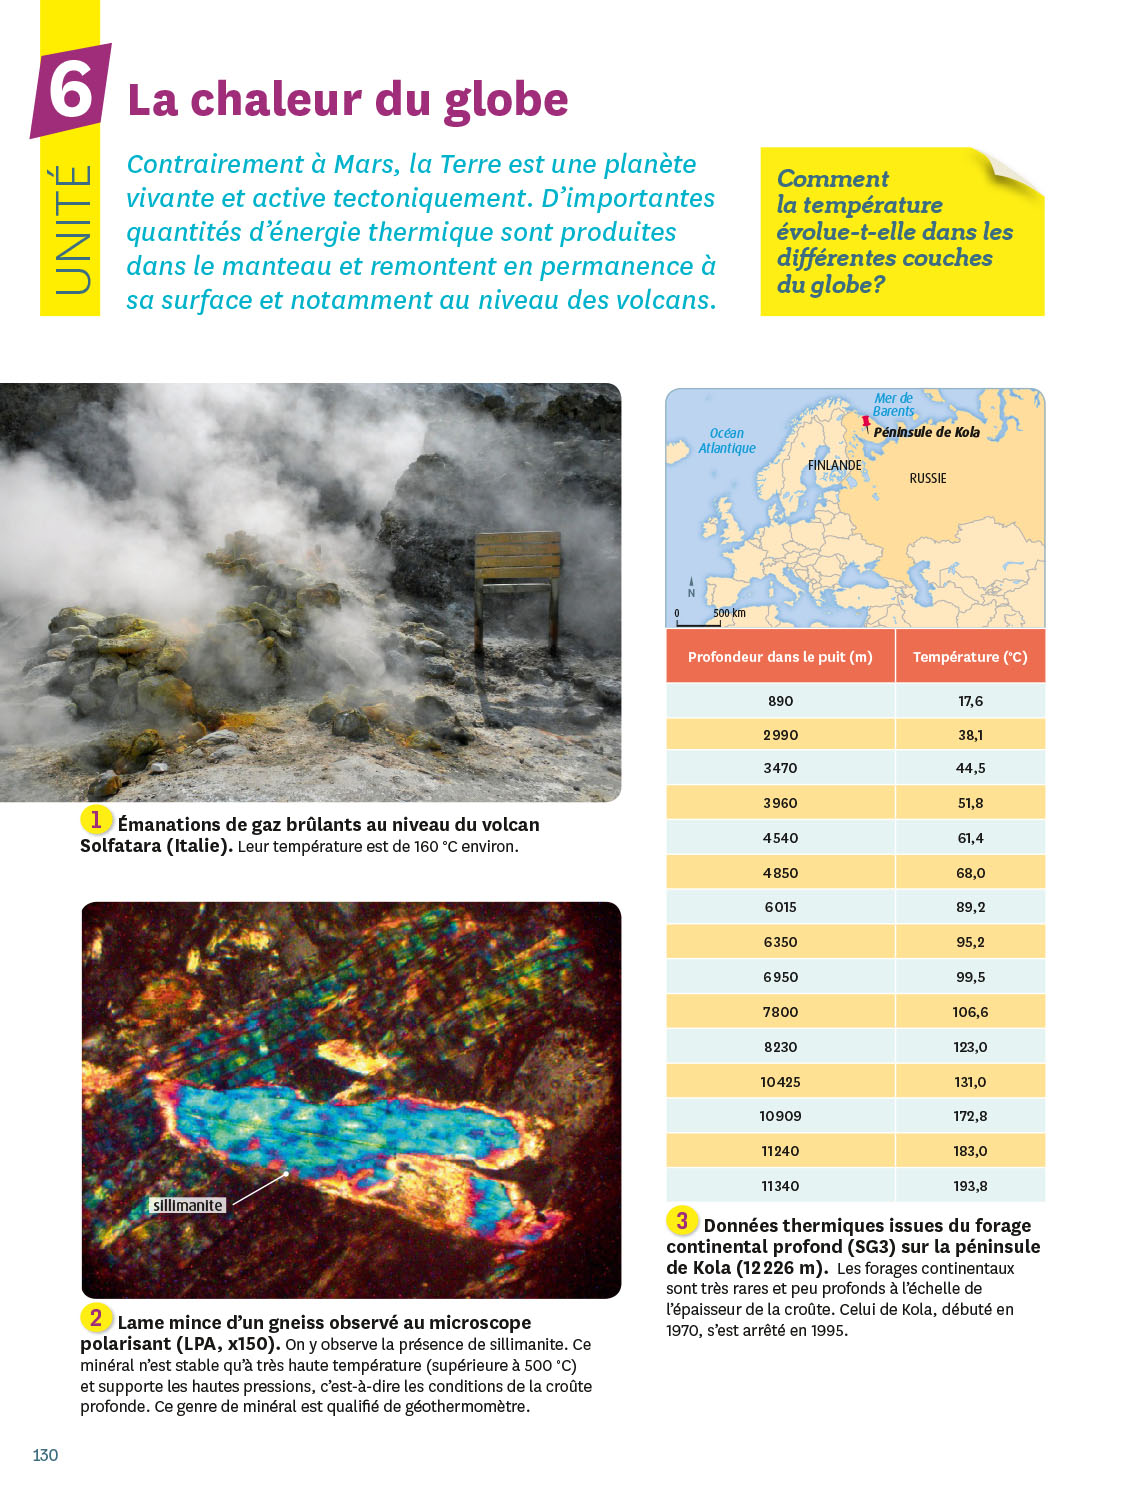 6
UNITÉ
La chaleur du globe
Contrairement à Mars, la Terre est une planète
vivante et active tectoniquement. D’importantes
quantités d’énergie thermique sont produites
dans le manteau et remontent en permanence à
sa surface et notamment au niveau des volcans.
Comment
la température
évolue-t-elle dans les
différentes couches
du globe?
1 Émanations de gaz brûlants au niveau du volcan
Solfatara (Italie). Leur température est de 160 °C environ.
sillimanite
2 Lame mince d’un gneiss observé au microscope
polarisant (LPA, x150). On y observe la présence de sillimanite. Ce
minéral n’est stable qu’à très haute température (supérieure à 500 °C)
et supporte les hautes pressions, c’est-à-dire les conditions de la croûte
profonde. Ce genre de minéral est qualifié de géothermomètre.
Mer de
Barents
Péninsule de Kola
Océan
Atlantique
FINLANDE
RUSSIE
N
0 500 km
Profondeur dans le puit (m) Température (°C)
890 17,6
2990 38,1
3470 44,5
3960 51,8
4540 61,4
4850 68,0
6015 89,2
6350 95,2
6950 99,5
7800 106,6
8230 123,0
10425 131,0
10909 172,8
11240 183,0
11340 193,8
3 Données thermiques issues du forage
continental profond (SG3) sur la péninsule
de Kola (12226 m). Les forages continentaux
sont très rares et peu profonds à l’échelle de
l’épaisseur de la croûte. Celui de Kola, débuté en
1970, s’est arrêté en 1995.
130